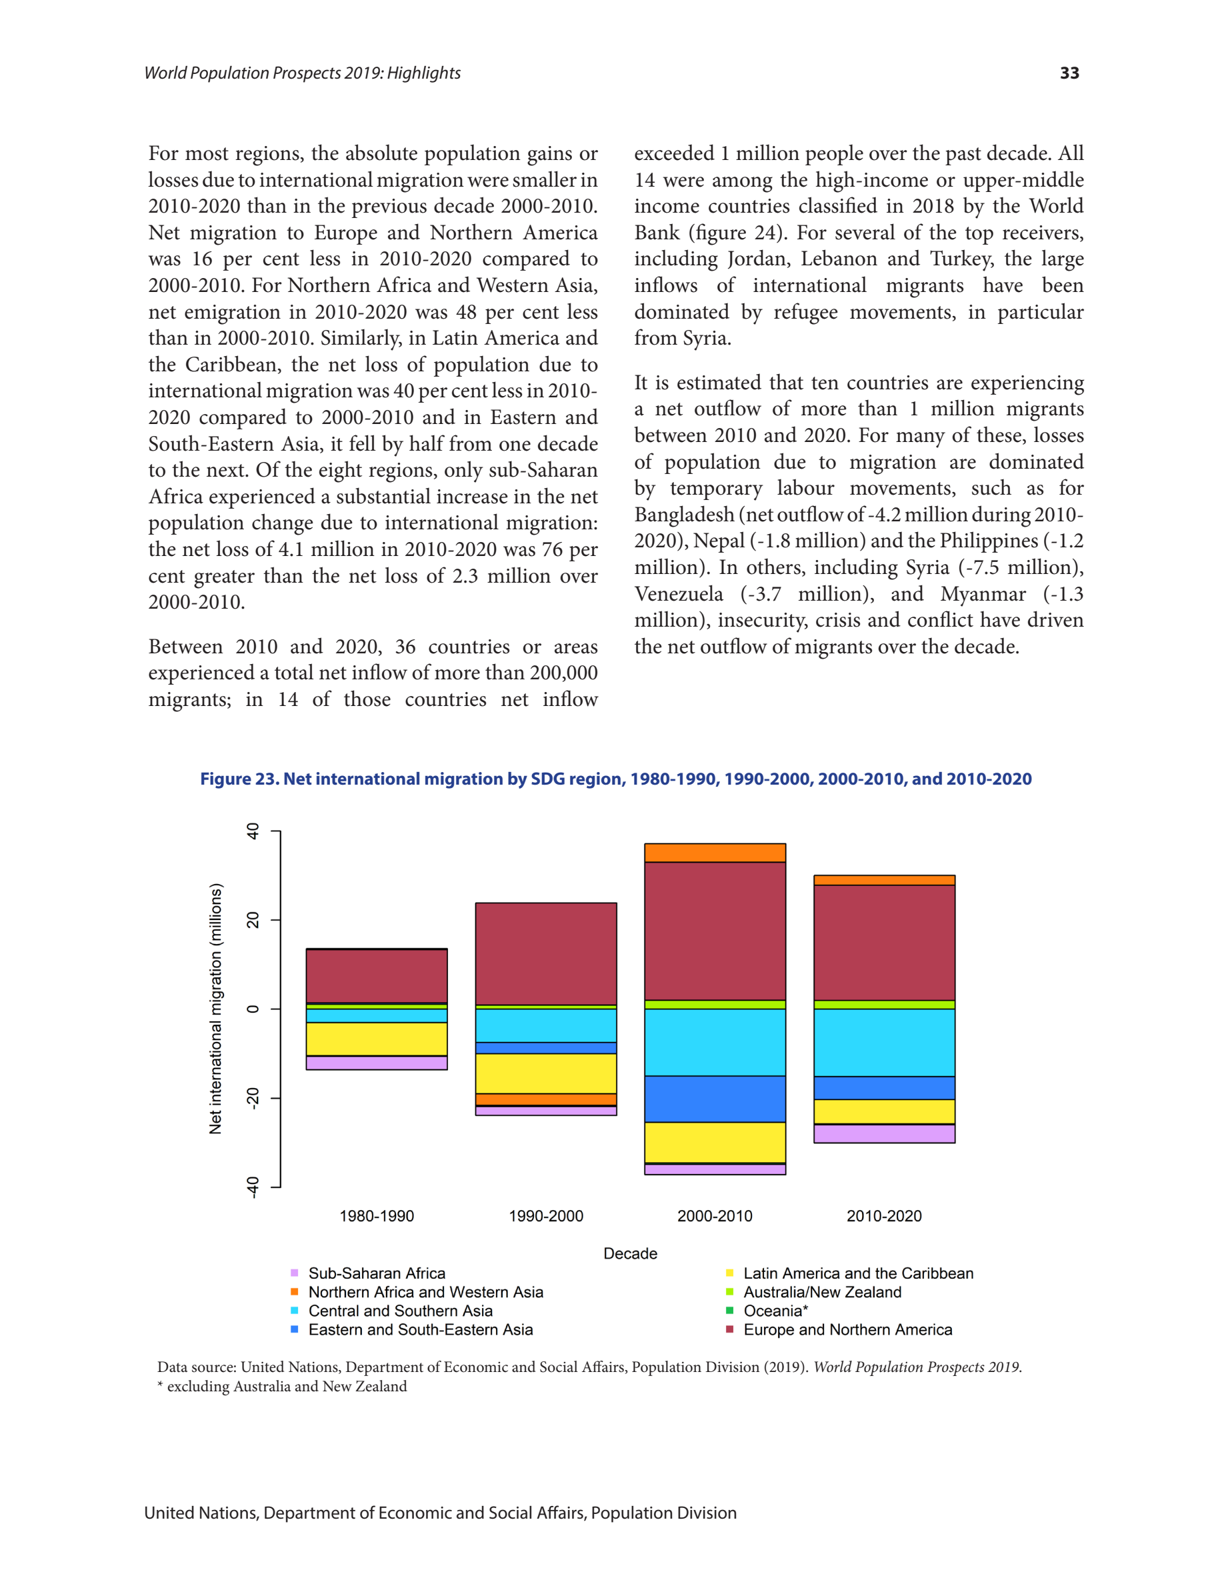 World Population Prospects 2019: Highlights
33
For most regions, the absolute population gains or
losses due to international migration were smaller in
2010-2020 than in the previous decade 2000-2010.
Net migration to Europe and Northern America
was 16 per cent less in 2010-2020 compared to
2000-2010. For Northern Africa and Western Asia,
net emigration in 2010-2020 was 48 per cent less
than in 2000-2010. Similarly, in Latin America and
the Caribbean, the net loss of population due to
international migration was 40 per cent less in 2010-
2020 compared to 2000-2010 and in Eastern and
South-Eastern Asia, it fell by half from one decade
to the next. Of the eight regions, only sub-Saharan
Africa experienced a substantial increase in the net
population change due to international migration:
the net loss of 4.1 million in 2010-2020 was 76 per
cent greater than the net loss of 2.3 million over
2000-2010.
Between 2010 and 2020, 36 countries or areas
experienced a total net inflow of more than 200,000
migrants; in 14 of those countries net inflow
exceeded 1 million people over the past decade. All
14 were among the high-income or upper-middle
income countries classified in 2018 by the World
Bank (figure 24). For several of the top receivers,
including Jordan, Lebanon and Turkey, the large
inflows of international migrants have been
dominated by refugee movements, in particular
from Syria.
It is estimated that ten countries are experiencing
a net outflow of more than 1 million migrants
between 2010 and 2020. For many of these, losses
of population due to migration are dominated
by temporary labour movements, such as for
Bangladesh (net outflow of -4.2 million during 2010-
2020), Nepal (-1.8 million) and the Philippines (-1.2
million). In others, including Syria (-7.5 million),
Venezuela (-3.7 million), and Myanmar (-1.3
million), insecurity, crisis and conflict have driven
the net outflow of migrants over the decade.
Figure 23. Net international migration by SDG region, 1980-1990, 1990-2000, 2000-2010, and 2010-2020
Net international migration (millions)
40
20
0
-20
-40
1980-1990
1990-2000
2000-2010
2010-2020
Decade
Sub-Saharan Africa
Northern Africa and Western Asia
Central and Southern Asia
Eastern and South-Eastern Asia
Latin America and the Caribbean
Australia/New Zealand
Oceania*
Europe and Northern America
Data source: United Nations, Department of Economic and Social Affairs, Population Division (2019). World Population Prospects 2019.
* excluding Australia and New Zealand
United Nations, Department of Economic and Social Affairs, Population Division